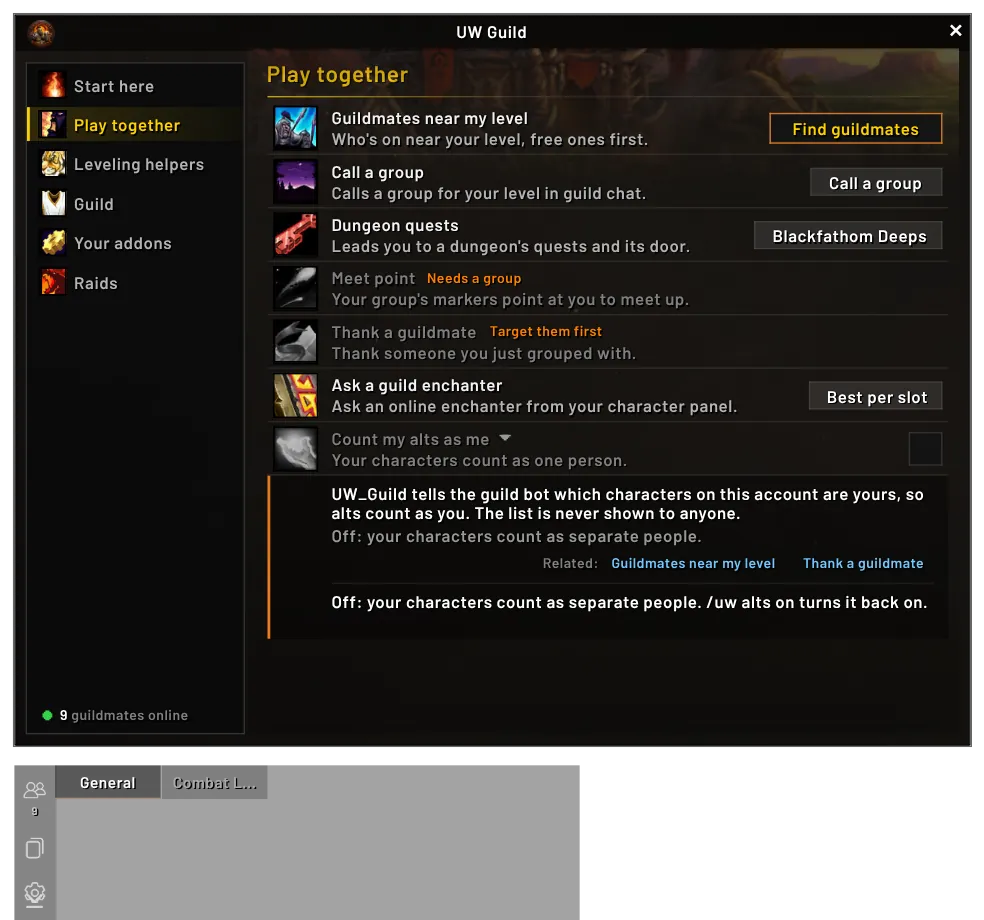 UW Guild
Start here
Play together
Leveling helpers
Guild
Your addons
Raids
9 guildmates online
Play together
Guildmates near my level
Who's on near your level, free ones first.
Find guildmates
Call a group
Calls a group for your level in guild chat.
Call a group
Dungeon quests
Leads you to a dungeon's quests and its door.
Blackfathom Deeps
Meet point Needs a group
Your group's markers point at you to meet up.
Thank a guildmate Target them first
Thank someone you just grouped with.
Ask a guild enchanter
Ask an online enchanter from your character panel.
Best per slot
Count my alts as me
Your characters count as one person.
UW_Guild tells the guild bot which characters on this account are yours, so
alts count as you. The list is never shown to anyone.
Off: your characters count as separate people.
Related: Guildmates near my level Thank a guildmate
Off: your characters count as separate people. /uw alts on turns it back on.
General Combat L...
9